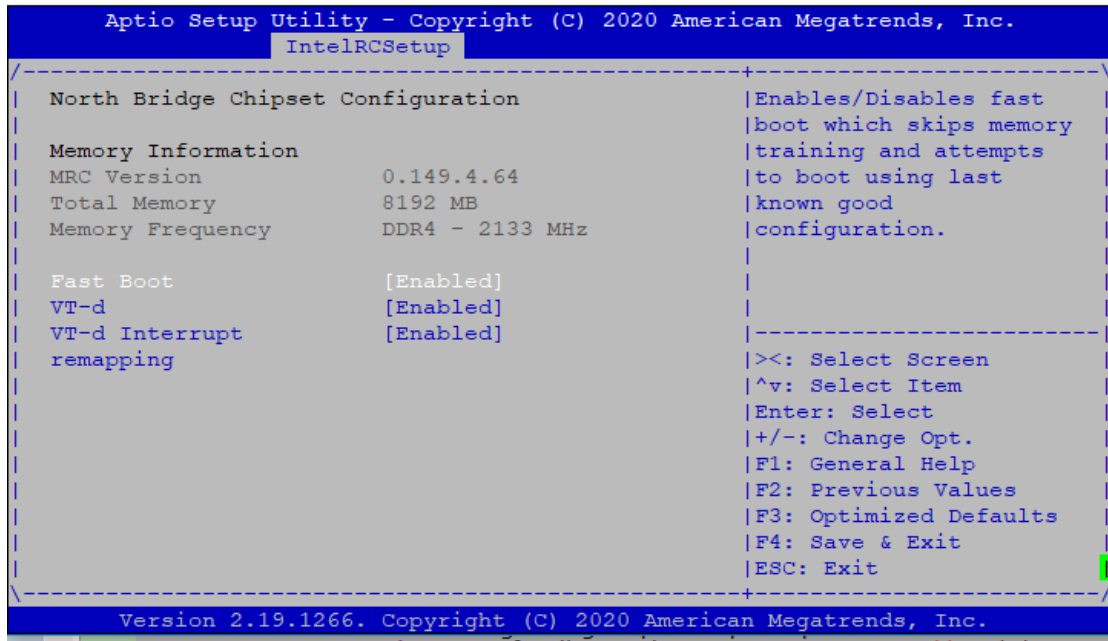 Aptio Setup Utility - Copyright (C) 2020 American Megatrends, Inc.
IntelRCSetup
North Bridge Chipset Configuration
Memory Information
MRC Version 0.149.4.64
Total Memory 8192 MB
Memory Frequency DDR4 - 2133 MHz
Fast Boot [Enabled]
VT-d [Enabled]
VT-d Interrupt [Enabled]
remapping
Enables/Disables fast
boot which skips memory
training and attempts
to boot using last
known good
configuration.
><: Select Screen
^v: Select Item
Enter: Select
+/-: Change Opt.
F1: General Help
F2: Previous Values
F3: Optimized Defaults
F4: Save & Exit
ESC: Exit
Version 2.19.1266. Copyright (C) 2020 American Megatrends, Inc.